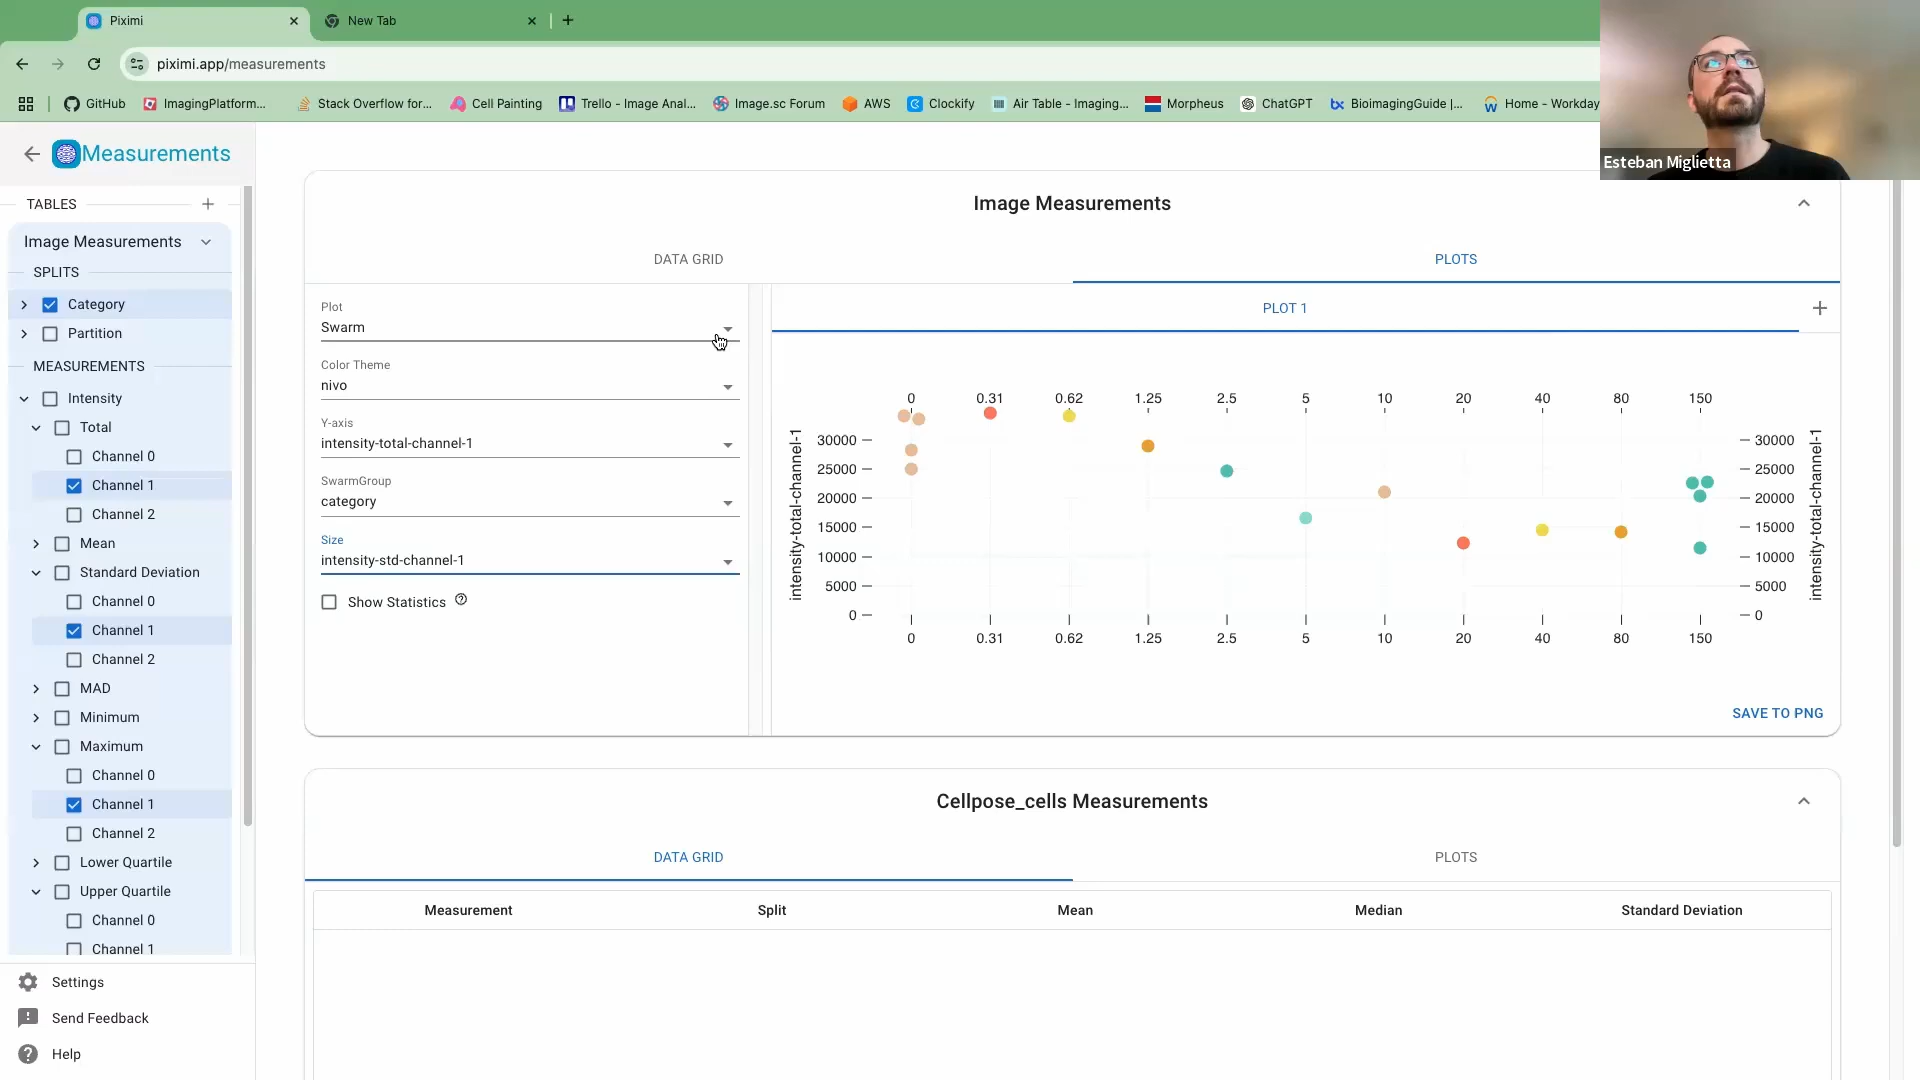 Piximi
New Tab
piximi.app/measurements
GitHub
ImagingPlatform...
Stack Overflow for...
Cell Painting
Trello - Image Anal...
Image.sc Forum
AWS
Clockify
Air Table - Imaging...
Morpheus
ChatGPT
BioimagingGuide |...
Home - Workday
Esteban Miglietta
Measurements
TABLES
Image Measurements
SPLITS
Category
Partition
MEASUREMENTS
Intensity
Total
Channel 0
Channel 1
Channel 2
Mean
Standard Deviation
Channel 0
Channel 1
Channel 2
MAD
Minimum
Maximum
Channel 0
Channel 1
Channel 2
Lower Quartile
Upper Quartile
Channel 0
Channel 1
Settings
Send Feedback
Help
Image Measurements
DATA GRID
PLOTS
Plot
Swarm
Color Theme
nivo
Y-axis
intensity-total-channel-1
SwarmGroup
category
Size
intensity-std-channel-1
Show Statistics
PLOT 1
0 0.31 0.62 1.25 2.5 5 10 20 40 80 150
intensity-total-channel-1
30000
25000
20000
15000
10000
5000
0
30000
25000
20000
15000
10000
5000
0
intensity-total-channel-1
0 0.31 0.62 1.25 2.5 5 10 20 40 80 150
SAVE TO PNG
Cellpose_cells Measurements
DATA GRID
PLOTS
Measurement Split Mean Median Standard Deviation